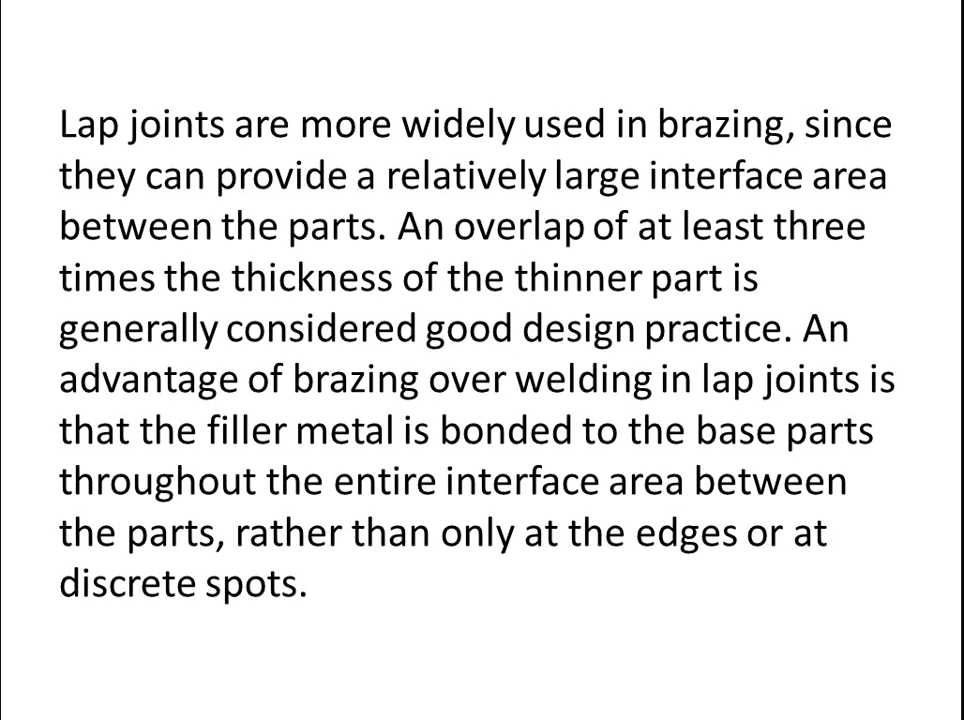 Lap joints are more widely used in brazing, since
they can provide a relatively large interface area
between the parts. An overlap of at least three
times the thickness of the thinner part is
generally considered good design practice. An
advantage of brazing over welding in lap joints is
that the filler metal is bonded to the base parts
throughout the entire interface area between
the parts, rather than only at the edges or at
discrete spots.